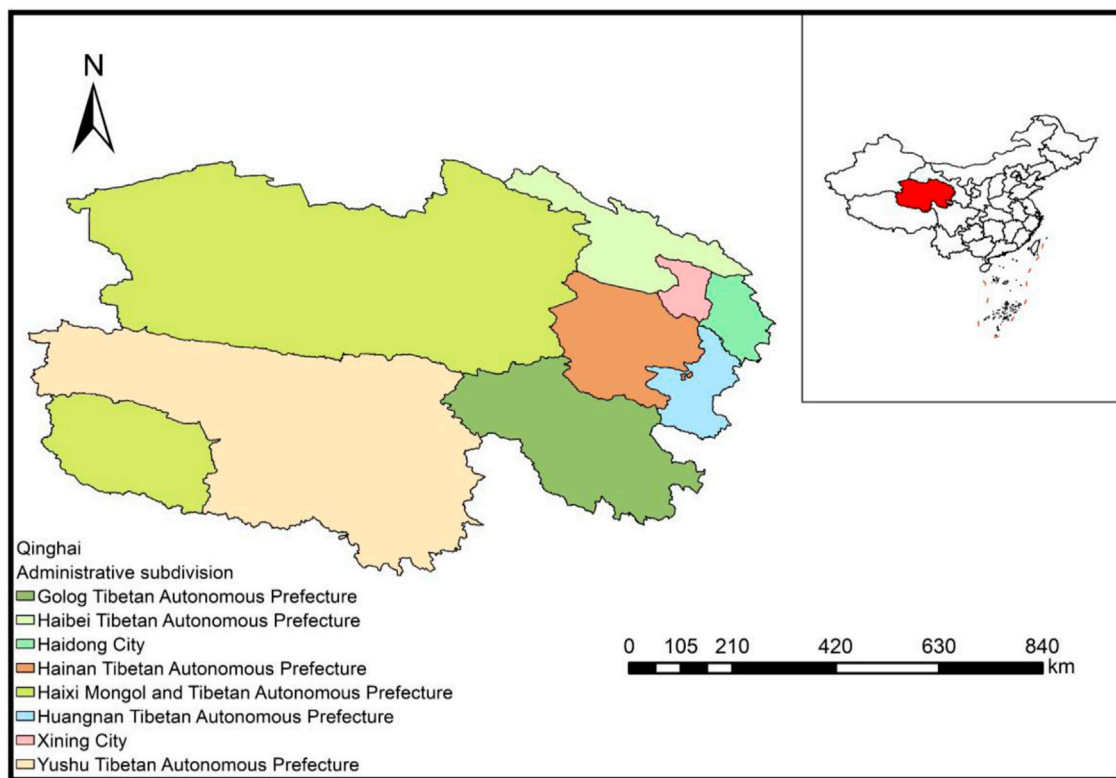 N
Qinghai
Administrative subdivision
Golog Tibetan Autonomous Prefecture
Haibei Tibetan Autonomous Prefecture
Haidong City
Hainan Tibetan Autonomous Prefecture
Haixi Mongol and Tibetan Autonomous Prefecture
Huangnan Tibetan Autonomous Prefecture
Xining City
Yushu Tibetan Autonomous Prefecture
0 105 210 420 630 840
km